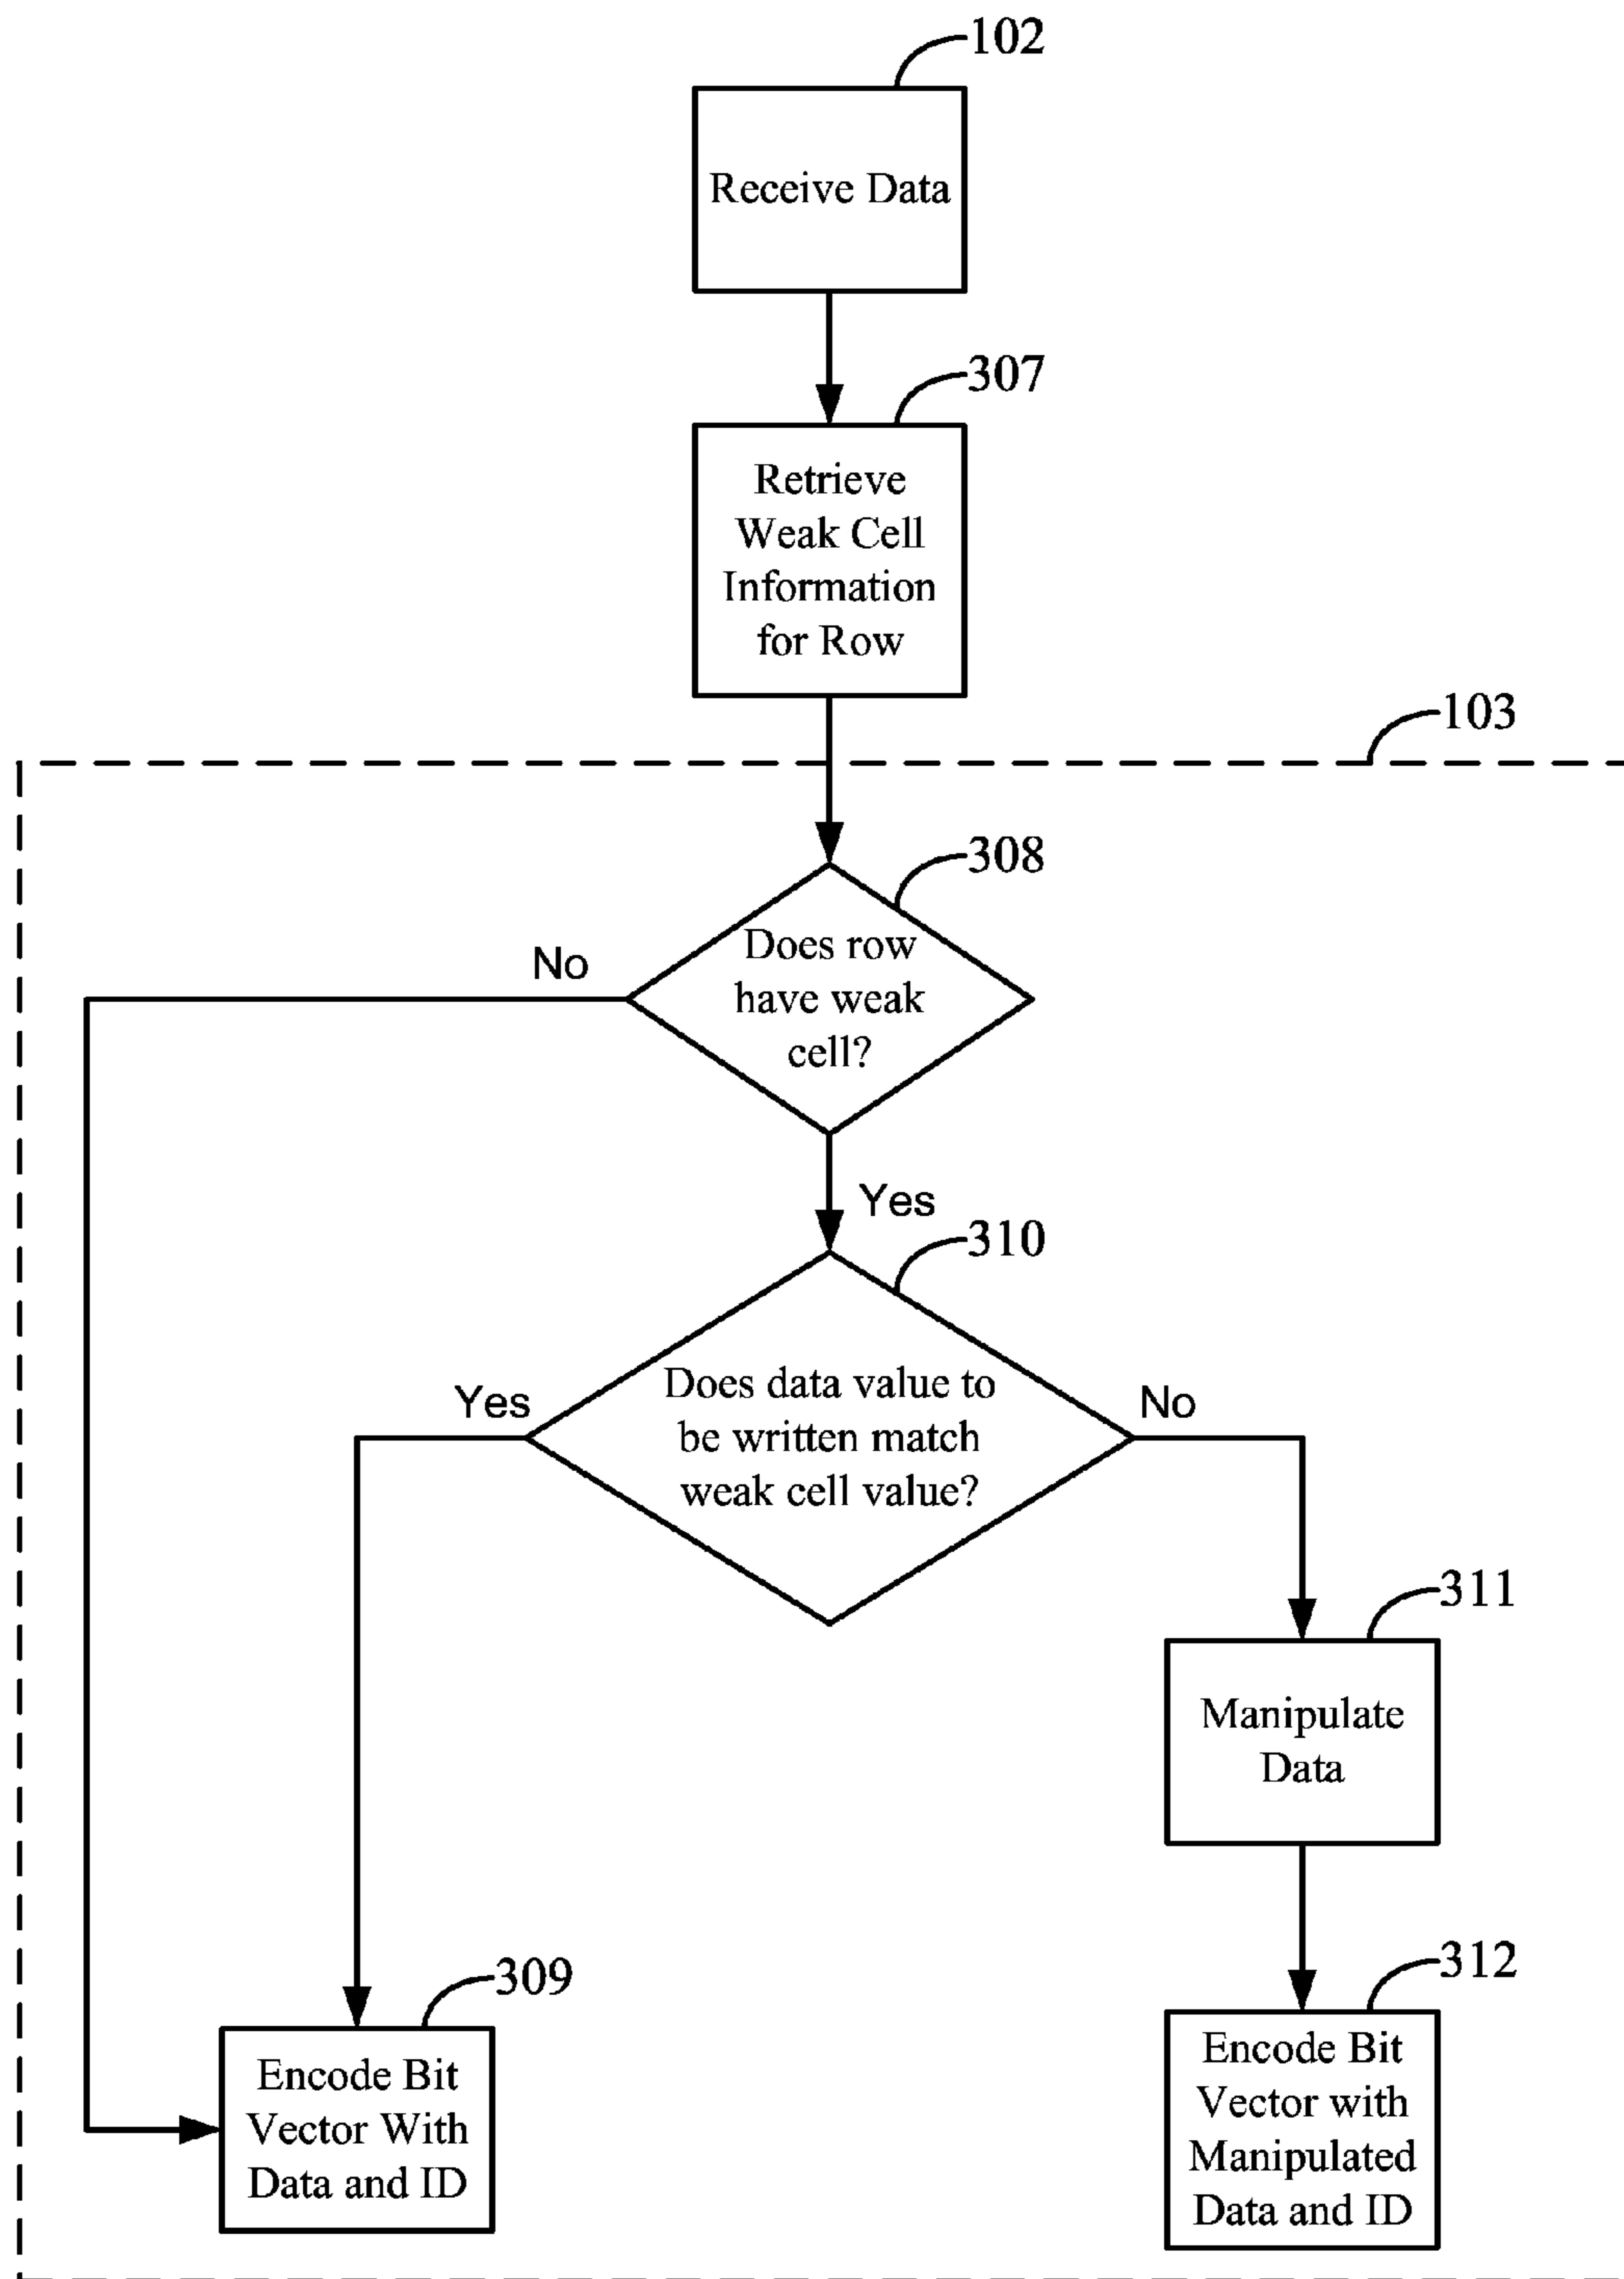 102
Receive Data
307
Retrieve
Weak Cell
Information
for Row
103
308
Does row
have weak
cell?
No
Yes
310
Does data value to
be written match
weak cell value?
Yes
No
311
Manipulate
Data
309
Encode Bit
Vector With
Data and ID
312
Encode Bit
Vector with
Manipulated
Data and ID